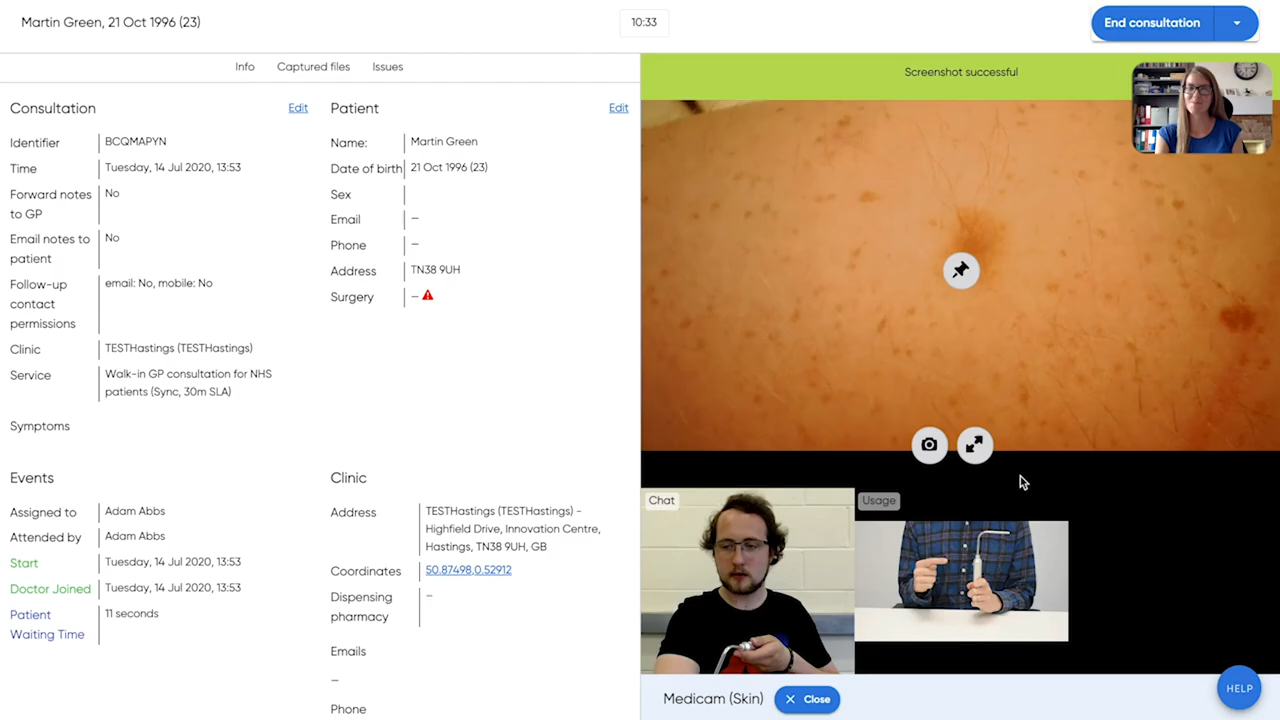 Martin Green, 21 Oct 1996 (23)
10:33
End consultation
Info Captured files Issues
Screenshot successful
Consultation Edit
Identifier BCQMAPYN
Time Tuesday, 14 Jul 2020, 13:53
Forward notes to GP No
Email notes to patient No
Follow-up contact permissions email: No, mobile: No
Clinic TESTHastings (TESTHastings)
Service Walk-in GP consultation for NHS
patients (Sync, 30m SLA)
Symptoms
Patient Edit
Name: Martin Green
Date of birth 21 Oct 1996 (23)
Sex
Email –
Phone –
Address TN38 9UH
Surgery –
Events
Assigned to Adam Abbs
Attended by Adam Abbs
Start Tuesday, 14 Jul 2020, 13:53
Doctor Joined Tuesday, 14 Jul 2020, 13:53
Patient Waiting Time 11 seconds
Clinic
Address TESTHastings (TESTHastings) -
Highfield Drive, Innovation Centre,
Hastings, TN38 9UH, GB
Coordinates 50.87498,0.52912
Dispensing pharmacy –
Emails
–
Phone
Chat
Usage
Medicam (Skin) Close
HELP